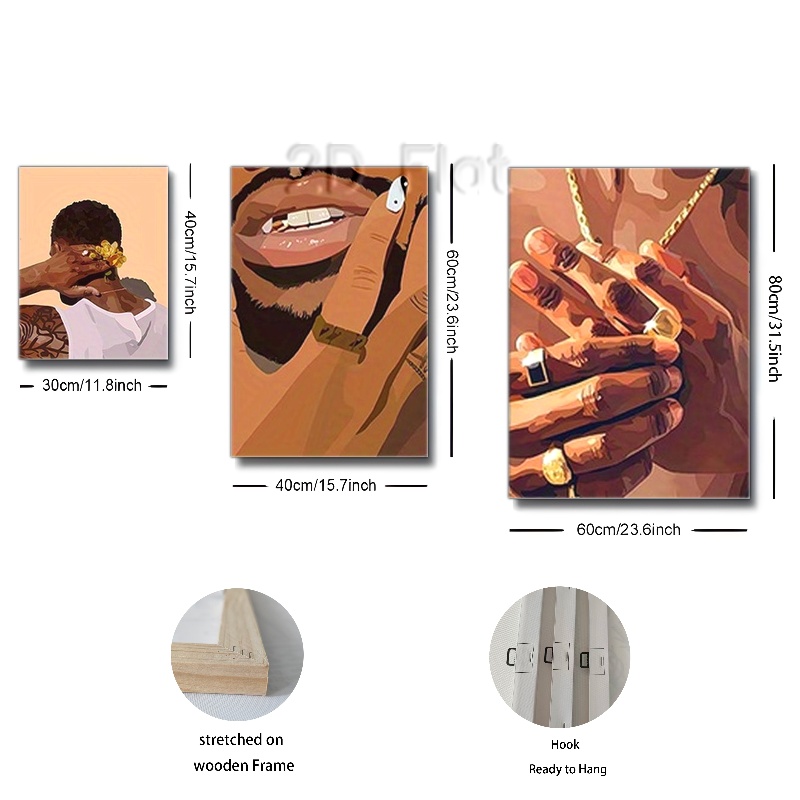 2D Flat
40cm/15.7inch
30cm/11.8inch
60cm/23.6inch
40cm/15.7inch
80cm/31.5inch
60cm/23.6inch
stretched on
wooden Frame
Hook
Ready to Hang